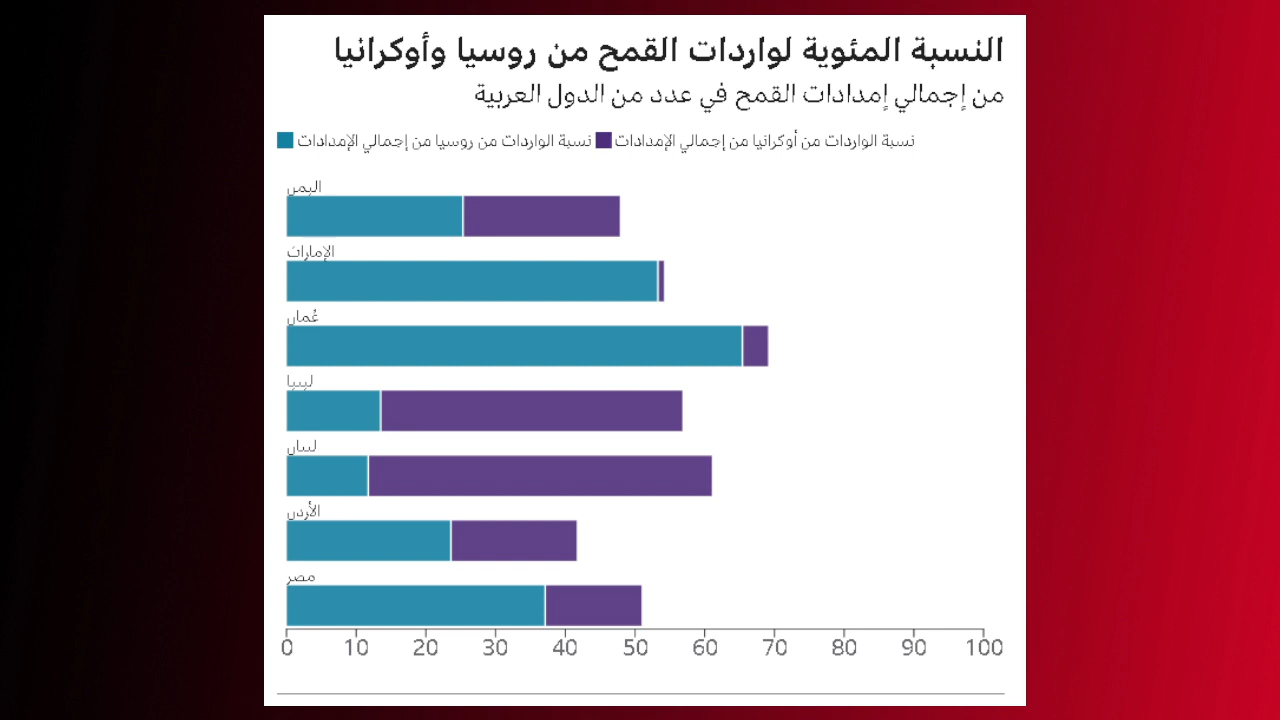 النسبة المئوية لواردات القمح من روسيا وأوكرانيا
من إجمالي إمدادات القمح في عدد من الدول العربية
نسبة الواردات من أوكرانيا من إجمالي الإمدادات نسبة الواردات من روسيا من إجمالي الإمدادات
اليمن
الإمارات
عُمان
ليبيا
لبنان
الأردن
مصر
0 10 20 30 40 50 60 70 80 90 100